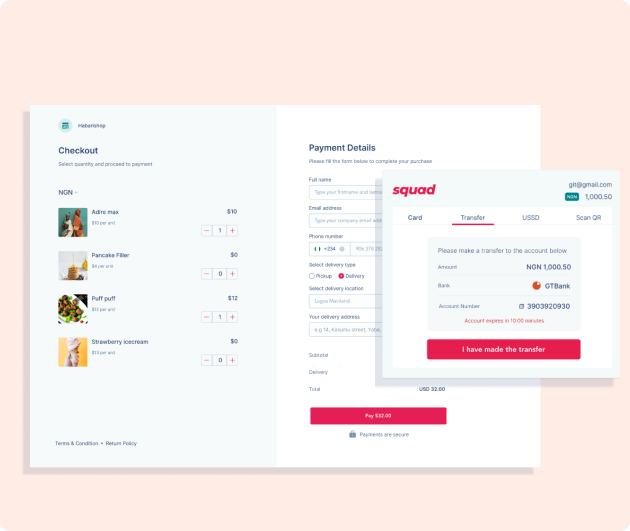 Habarishop
Checkout
Select quantity and proceed to payment
NGN
Adire max
$10
$10 per unit
1
Pancake Filler
$0
$4 per unit
0
Puff puff
$12
$12 per unit
1
Strawberry icecream
$0
$13 per unit
0
Terms & Condition • Return Policy
Payment Details
Please fill the form below to complete your purchase
Full name
Type your firstname and
Email address
Type your company email
Phone number
+234
Select delivery type
Pickup
Delivery
Select delivery location
Lagos Mainland
Your delivery address
e.g 14, Kosumu street, Yaba,
Subtotal
Delivery
Total
USD 32.00
Pay $32.00
Payments are secure
squad
git@gmail.com
NGN 1,000.50
Card
Transfer
USSD
Scan QR
Please make a transfer to the account below
Amount
NGN 1,000.50
Bank
GTBank
Account Number
3903920930
Account expires in 10:00 minutes
I have made the transfer